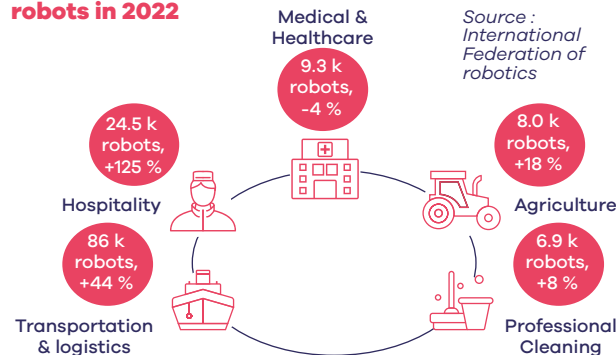 robots in 2022
Medical &
Healthcare
9.3 k
robots,
-4 %
Source :
International
Federation of
robotics
24.5 k
robots,
+125 %
Hospitality
8.0 k
robots,
+18 %
Agriculture
86 k
robots,
+44 %
Transportation
& logistics
6.9 k
robots,
+8 %
Professional
Cleaning